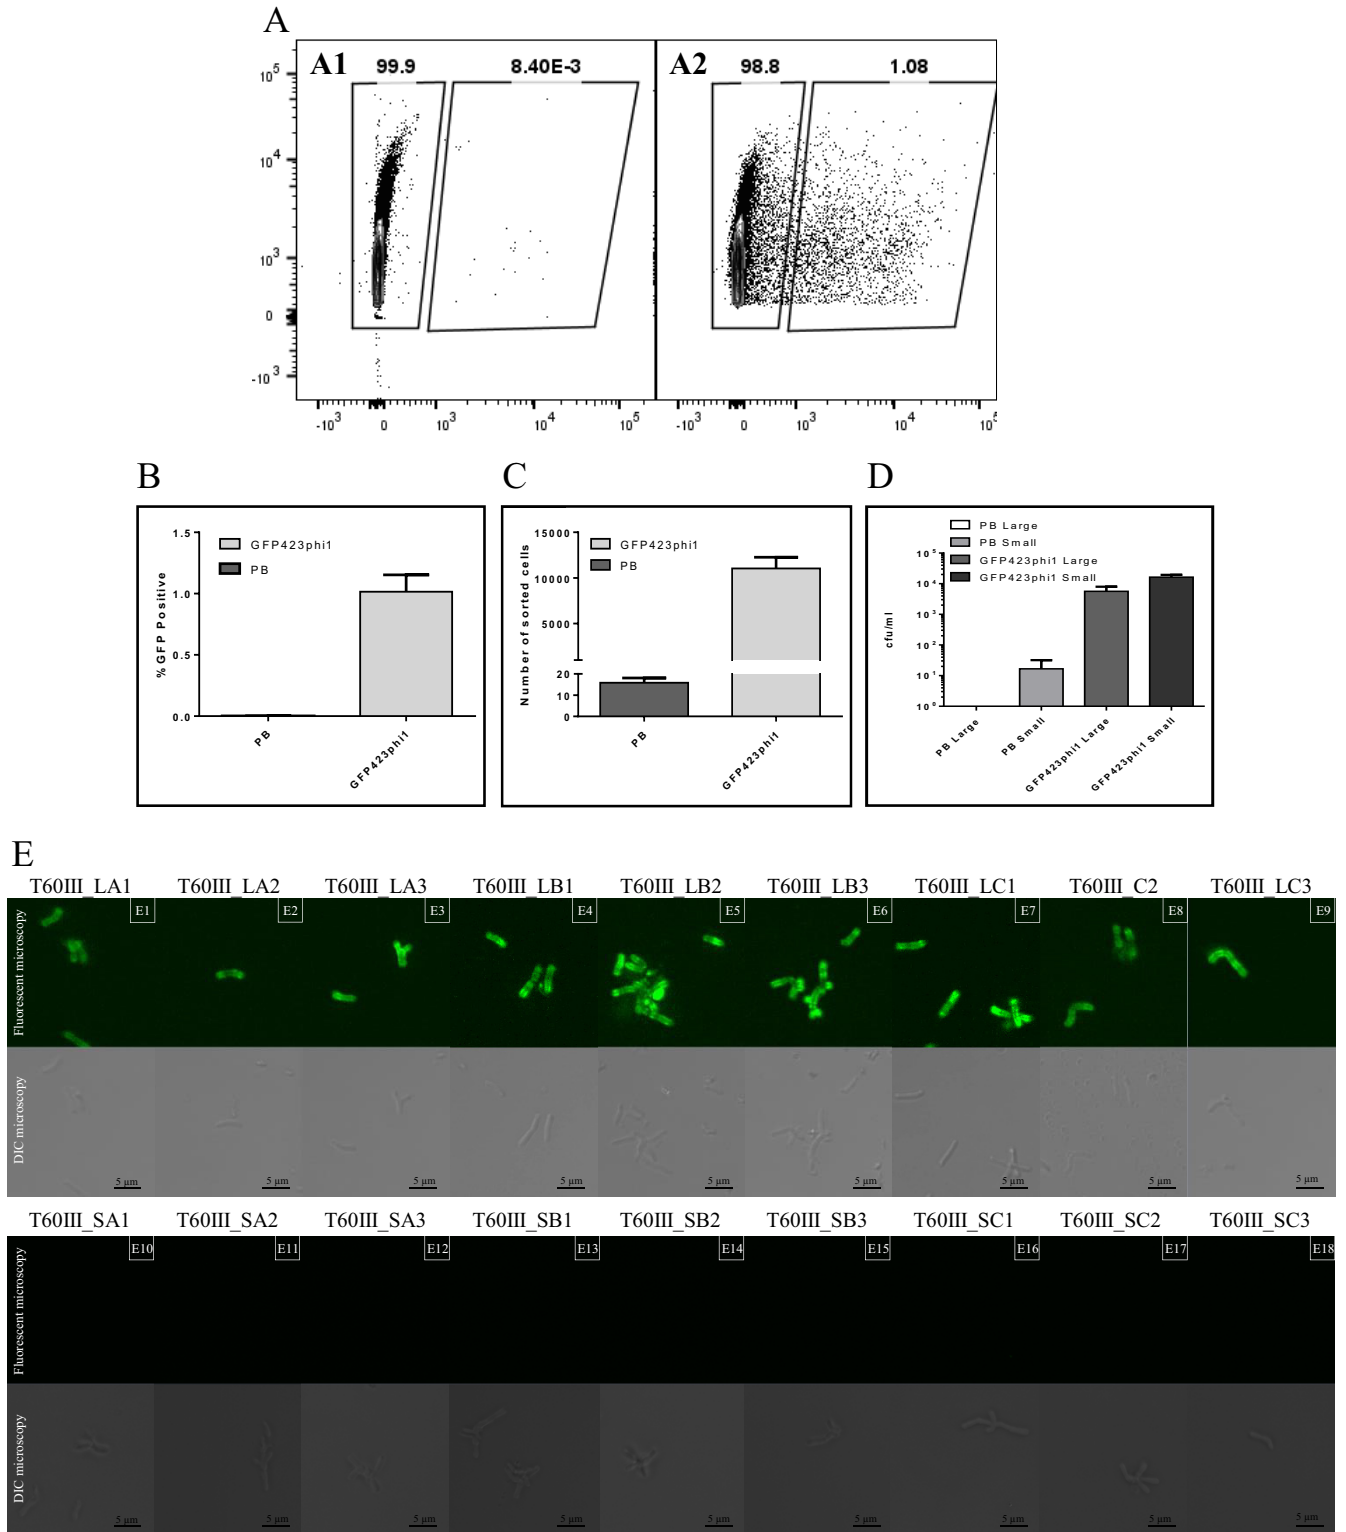 A
A1 99.9 8.40E-3 A2 98.8 1.08
10^5
10^4
10^3
0
-10^3
-10^3 0 10^3 10^4 10^5 -10^3 0 10^3 10^4
B C D
1.5
1.0
0.5
0.0
% GFP Positive
GFP423phi1
PB
PB
GFP423phi1
15000
10000
5000
20
10
0
Number of sorted cells
GFP423phi1
PB
PB
GFP423phi1
PB Large
PB Small
GFP423phi1 Large
GFP423phi1 Small
10^5
10^4
10^3
10^2
10^1
10^0
cfu/ml
PB Large
PB Small
GFP423phi1 Large
GFP423phi1 Small
E
T60III_LA1 T60III_LA2 T60III_LA3 T60III_LB1 T60III_LB2 T60III_LB3 T60III_LC1 T60III_C2 T60III_LC3
Fluorescent microscopy
E1 E2 E3 E4 E5 E6 E7 E8 E9
DIC microscopy
5 µm 5 µm 5 µm 5 µm 5 µm 5 µm 5 µm 5 µm 5 µm
T60III_SA1 T60III_SA2 T60III_SA3 T60III_SB1 T60III_SB2 T60III_SB3 T60III_SC1 T60III_SC2 T60III_SC3
Fluorescent microscopy
E10 E11 E12 E13 E14 E15 E16 E17 E18
DIC microscopy
5 µm 5 µm 5 µm 5 µm 5 µm 5 µm 5 µm 5 µm 5 µm